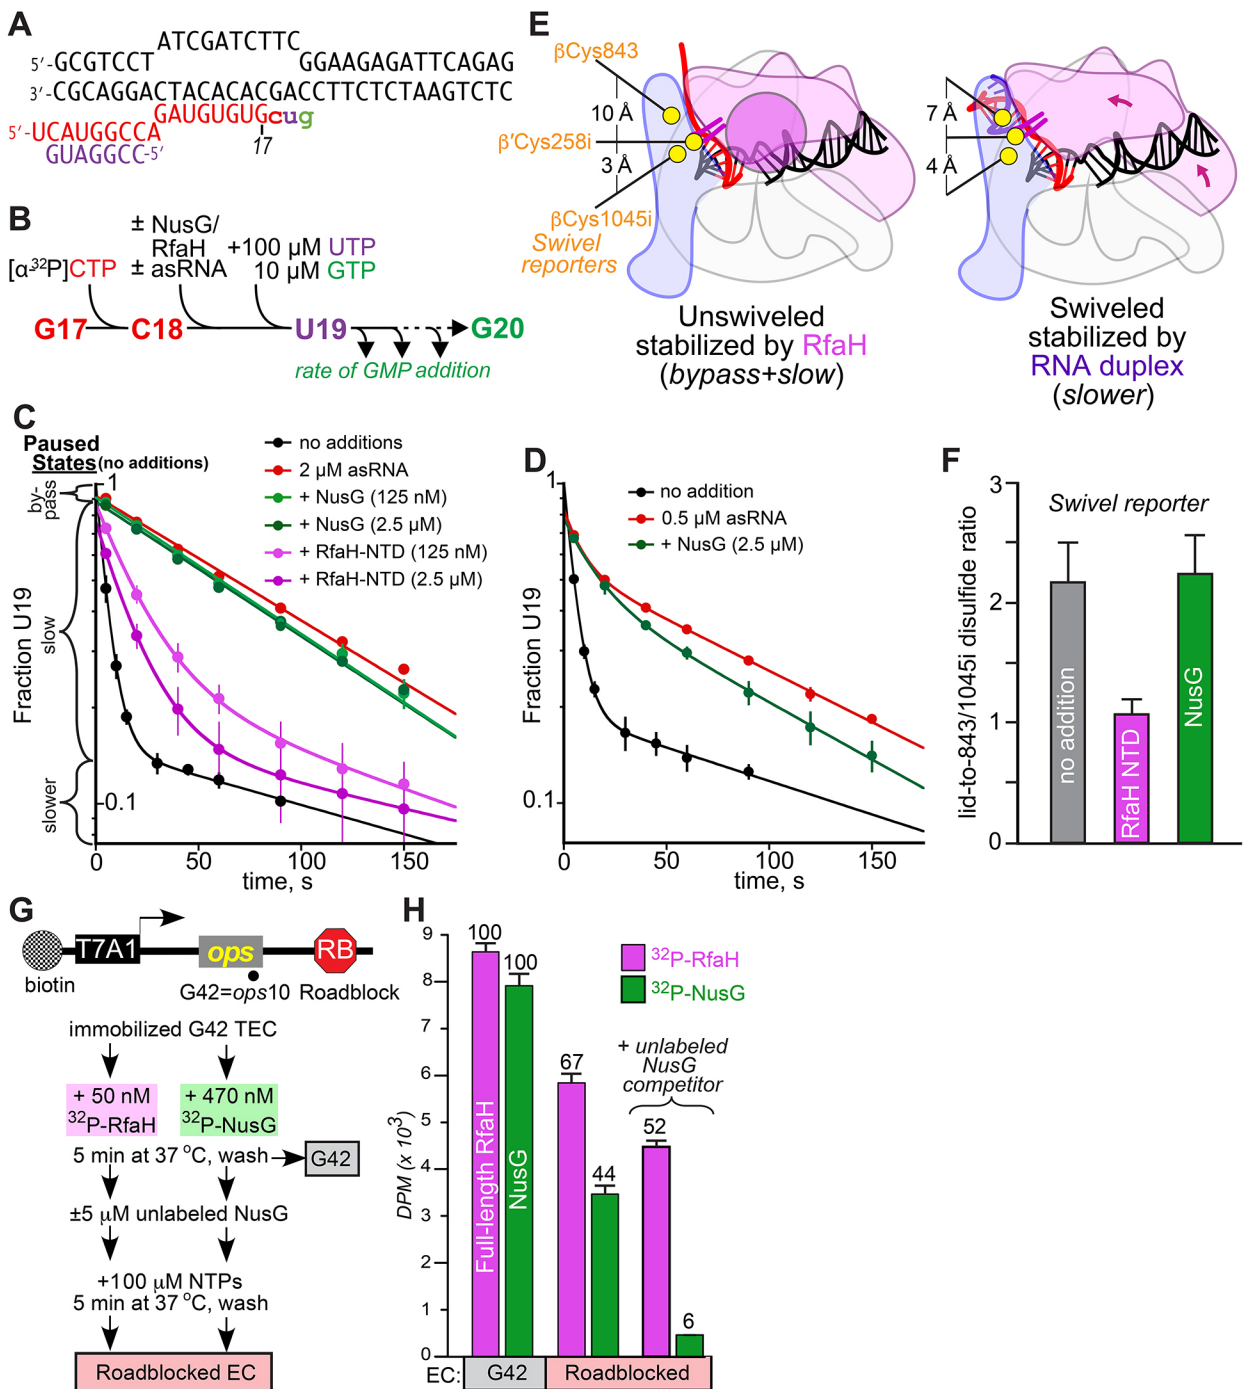 A
ATCGATCTTC
5′-GCGTCCT GGAAGAGATTCAGAG
3′-CGCAGGACTACACACGACCTTCTCTAAGTCTC
GAUGUGUGcug
5′-UCAUGGCCA
17
GUAGGCC-5′
B
± NusG/
RfaH
± asRNA
+100 µM UTP
10 µM GTP
[α-³²P]CTP
G17 C18 U19 G20
rate of GMP addition
C
Paused
States (no additions)
by-
pass
slow
slower
Fraction U19
1
0.1
no additions
2 µM asRNA
+ NusG (125 nM)
+ NusG (2.5 µM)
+ RfaH-NTD (125 nM)
+ RfaH-NTD (2.5 µM)
0 50 100 150
time, s
D
1
0.1
Fraction U19
no addition
0.5 µM asRNA
+ NusG (2.5 µM)
0 50 100 150
time, s
E
βCys843
10 Å
β′Cys258i
3 Å
βCys1045i
Swivel
reporters
7 Å
4 Å
Unswiveled
stabilized by RfaH
(bypass+slow)
Swiveled
stabilized by
RNA duplex
(slower)
F
Swivel reporter
lid-to-843/1045i disulfide ratio
3
2
1
0
no addition
RfaH NTD
NusG
G
T7A1
ops
RB
biotin
G42=ops10 Roadblock
immobilized G42 TEC
+ 50 nM
³²P-RfaH
+ 470 nM
³²P-NusG
5 min at 37 °C, wash
G42
±5 µM unlabeled NusG
+100 µM NTPs
5 min at 37 °C, wash
Roadblocked EC
H
DPM (x 10³)
9
8
7
6
5
4
3
2
1
0
³²P-RfaH
³²P-NusG
+ unlabeled
NusG
competitor
100
100
67
44
52
6
Full-length RfaH
NusG
EC: G42 Roadblocked